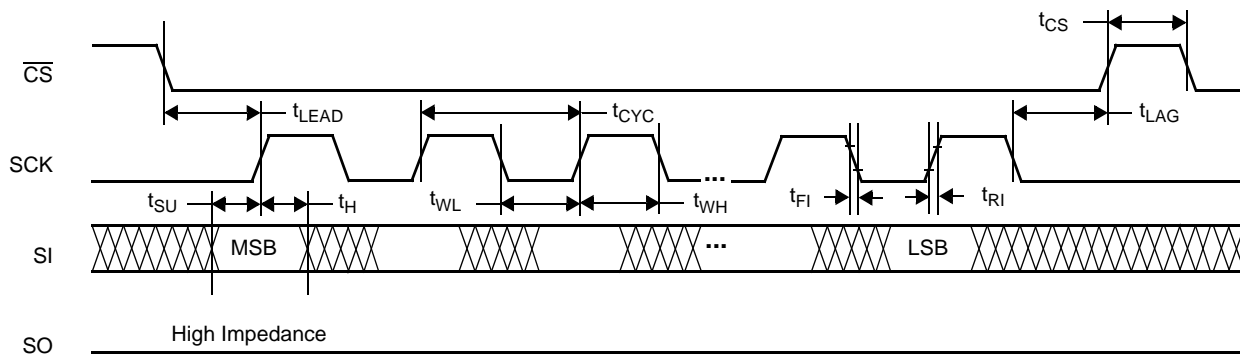 tCS
CS
tLEAD
tCYC
tLAG
SCK
...
tSU
tH
tWL
tWH
tFI
tRI
SI
MSB
...
LSB
SO
High Impedance